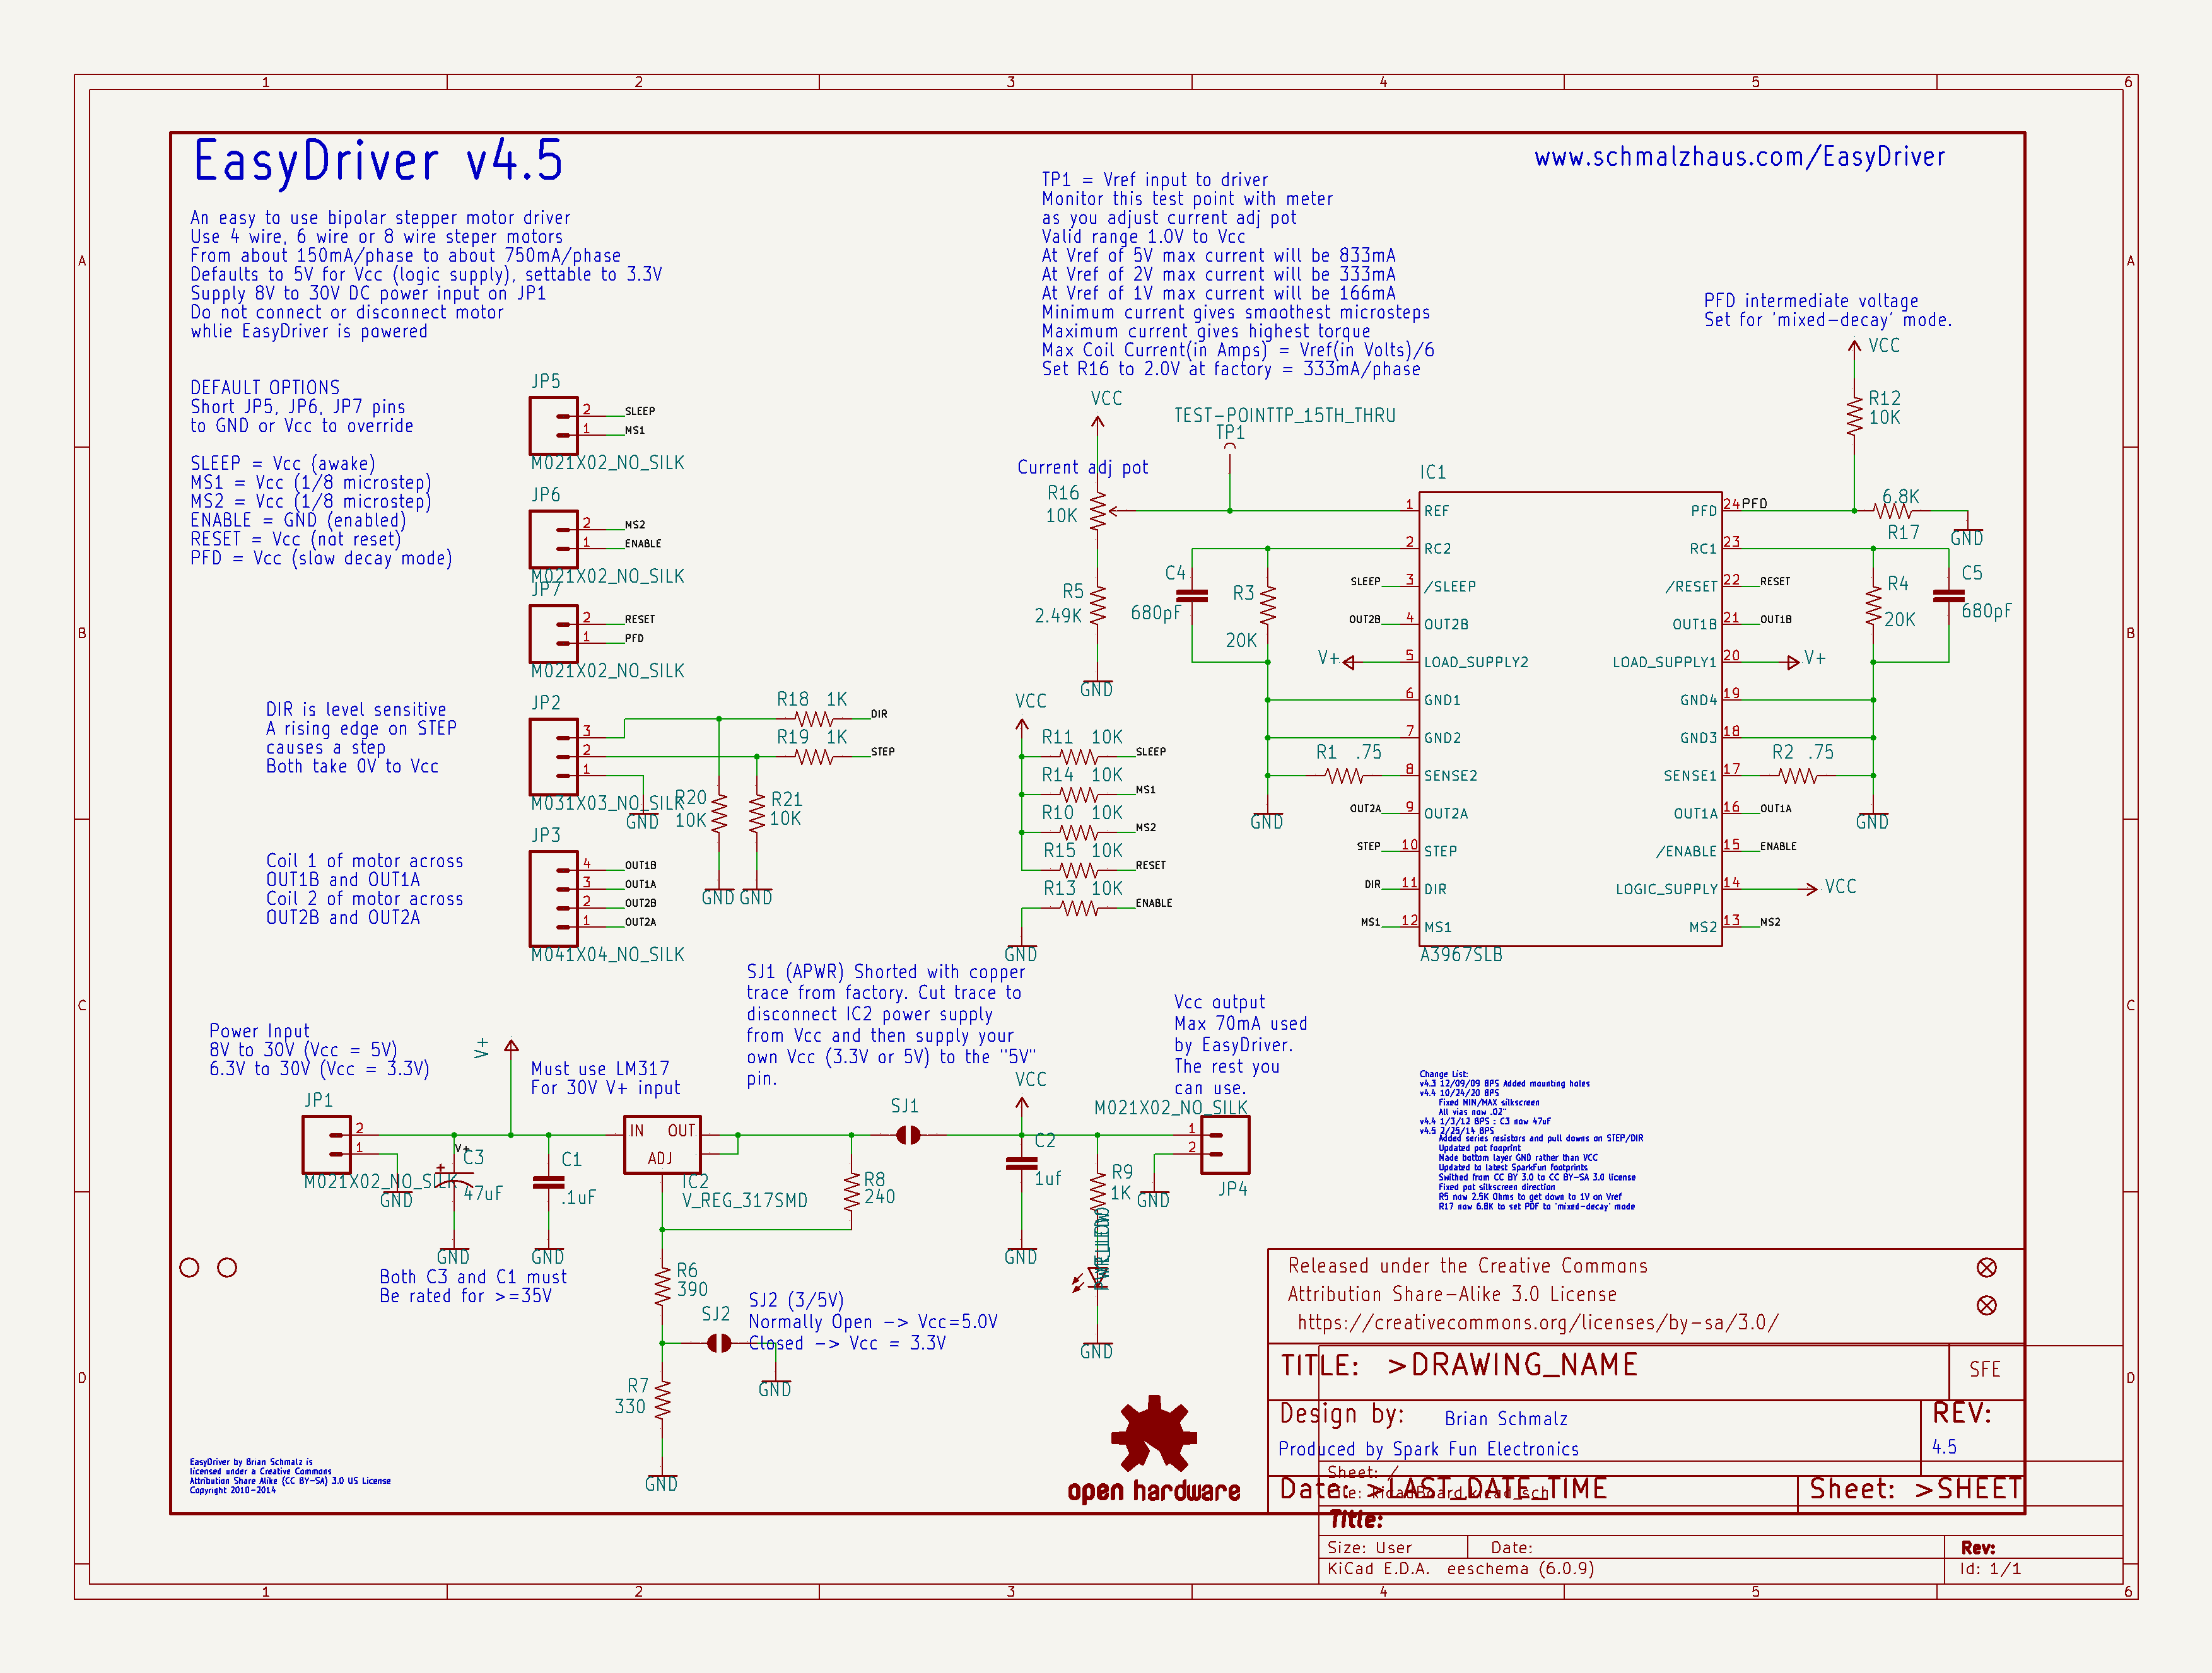 1 2 3 4 5 6
EasyDriver v4.5
www.schmalzhaus.com/EasyDriver
An easy to use bipolar stepper motor driver
Use 4 wire, 6 wire or 8 wire steper motors
From about 150mA/phase to about 750mA/phase
Defaults to 5V for Vcc (logic supply), settable to 3.3V
Supply 8V to 30V DC power input on JP1
Do not connect or disconnect motor
whlie EasyDriver is powered
TP1 = Vref input to driver
Monitor this test point with meter
as you adjust current adj pot
Valid range 1.0V to Vcc
At Vref of 5V max current will be 833mA
At Vref of 2V max current will be 333mA
At Vref of 1V max current will be 166mA
Minimum current gives smoothest microsteps
Maximum current gives highest torque
Max Coil Current(in Amps) = Vref(in Volts)/6
Set R16 to 2.0V at factory = 333mA/phase
PFD intermediate voltage
Set for 'mixed-decay' mode.
A
A
DEFAULT OPTIONS
Short JP5, JP6, JP7 pins
to GND or Vcc to override
SLEEP = Vcc (awake)
MS1 = Vcc (1/8 microstep)
MS2 = Vcc (1/8 microstep)
ENABLE = GND (enabled)
RESET = Vcc (not reset)
PFD = Vcc (slow decay mode)
JP5
2 SLEEP
1 MS1
M021X02_NO_SILK
JP6
2 MS2
1 ENABLE
M021X02_NO_SILK
JP7
2 RESET
1 PFD
M021X02_NO_SILK
B
B
DIR is level sensitive
A rising edge on STEP
causes a step
Both take 0V to Vcc
JP2
3
2
1
M031X03_NO_SILK
GND
R18 1K
DIR
R19 1K
STEP
R20
10K
R21
10K
GND
GND
Coil 1 of motor across
OUT1B and OUT1A
Coil 2 of motor across
OUT2B and OUT2A
JP3
4 OUT1B
3 OUT1A
2 OUT2B
1 OUT2A
M041X04_NO_SILK
VCC
TEST-POINTTP_15TH_THRU
TP1
Current adj pot
R16
10K
R5
2.49K
GND
C4
680pF
R3
20K
VCC
R11 10K SLEEP
R14 10K MS1
R10 10K MS2
R15 10K RESET
R13 10K ENABLE
GND
IC1
1 REF
2 RC2
SLEEP 3 /SLEEP
OUT2B 4 OUT2B
V+ 5 LOAD_SUPPLY2
6 GND1
7 GND2
R1 .75
8 SENSE2
OUT2A 9 OUT2A
STEP 10 STEP
DIR 11 DIR
MS1 12 MS1
GND
A3967SLB
PFD 24 PFD
RC1 23
/RESET 22 RESET
OUT1B 21 OUT1B
LOAD_SUPPLY1 20 V+
GND4 19
GND3 18
R2 .75
SENSE1 17
OUT1A 16 OUT1A
/ENABLE 15 ENABLE
LOGIC_SUPPLY 14 VCC
MS2 13 MS2
GND
VCC
R12
10K
6.8K
R17
GND
R4
20K
C5
680pF
C
C
Power Input
8V to 30V (Vcc = 5V)
6.3V to 30V (Vcc = 3.3V)
V+
Must use LM317
For 30V V+ input
SJ1 (APWR) Shorted with copper
trace from factory. Cut trace to
disconnect IC2 power supply
from Vcc and then supply your
own Vcc (3.3V or 5V) to the "5V"
pin.
Vcc output
Max 70mA used
by EasyDriver.
The rest you
can use.
JP1
2
1
M021X02_NO_SILK
GND
V+
C3
47uF
GND
C1
.1uF
GND
Both C3 and C1 must
Be rated for >=35V
IN OUT
ADJ
IC2
V_REG_317SMD
SJ1
R8
240
VCC
C2
1uf
GND
R9
1K
GND
M021X02_NO_SILK
1
2
JP4
GND
R6
390
SJ2
GND
R7
330
GND
SJ2 (3/5V)
Normally Open -> Vcc=5.0V
Closed -> Vcc = 3.3V
Change List:
v4.3 12/09/09 BPS Added mounting holes
v4.4 10/24/20 BPS
Fixed MIN/MAX silkscreen
All vias now .02"
v4.4 1/3/12 BPS : C3 now 47uF
v4.5 2/25/14 BPS
Added series resistors and pull downs on STEP/DIR
Updated pot fooprint
Made bottom layer GND rather than VCC
Updated to latest SparkFun footprints
Swithed from CC BY 3.0 to CC BY-SA 3.0 license
Fixed pot silkscreen direction
R5 now 2.5K Ohms to get down to 1V on Vref
R17 now 6.8K to set PDF to 'mixed-decay' mode
D
D
EasyDriver by Brian Schmalz is
licensed under a Creative Commons
Attribution Share Alike (CC BY-SA) 3.0 US License
Copyright 2010-2014
open hardware
Released under the Creative Commons
Attribution Share-Alike 3.0 License
https://creativecommons.org/licenses/by-sa/3.0/
TITLE: >DRAWING_NAME
SFE
Design by: Brian Schmalz
REV:
Produced by Spark Fun Electronics
4.5
Sheet: /
File: kicadBoard.kicad_sch
Date: >LAST_DATE_TIME
Sheet: >SHEET
Title:
Size: User
Date:
Rev:
KiCad E.D.A. eeschema (6.0.9)
Id: 1/1
1 2 3 4 5 6